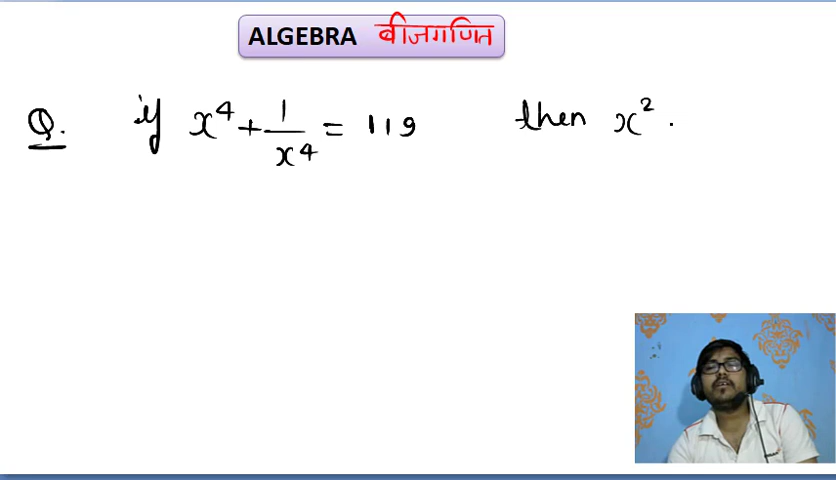 ALGEBRA बीजगणित
Q. if x⁴ + 1/x⁴ = 119 then x² .